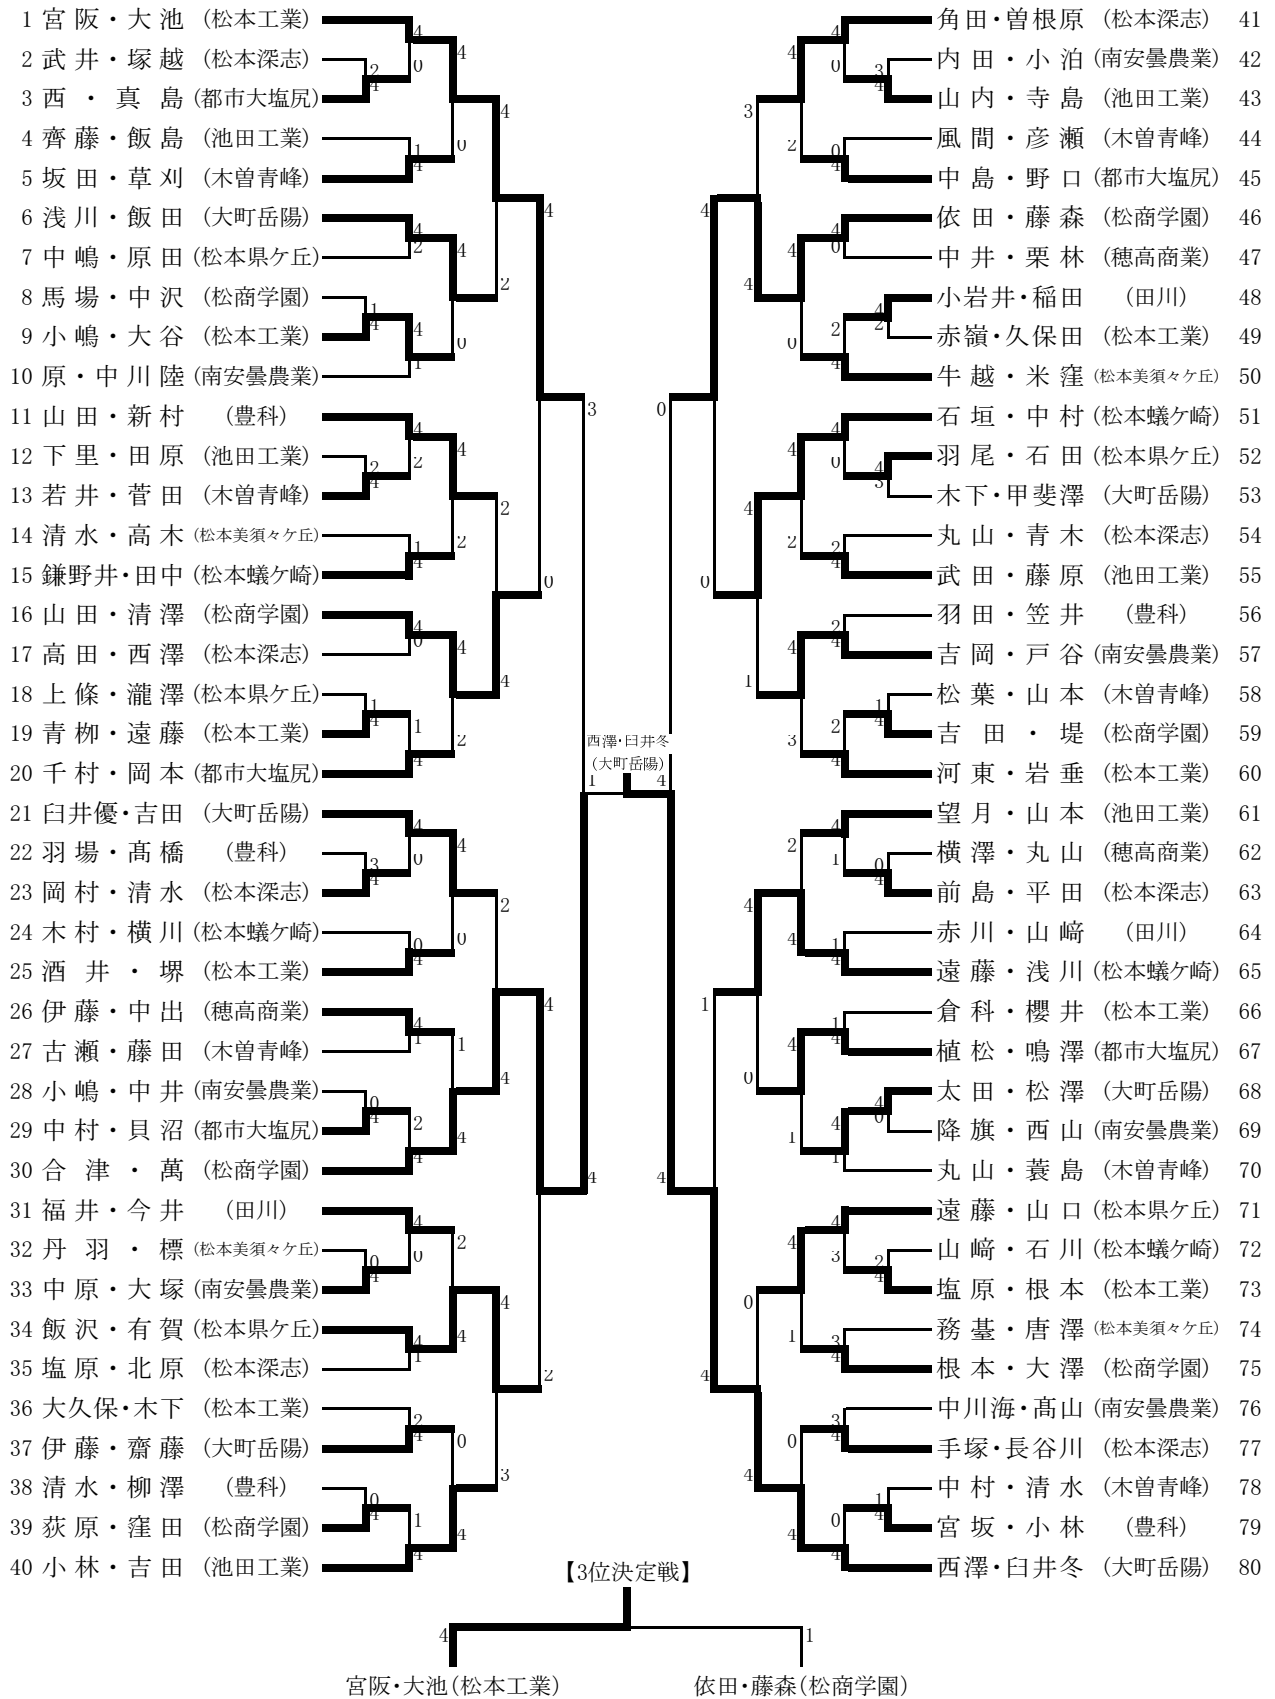 1 宮阪・大池 (松本工業)
2 武井・塚越 (松本深志)
3 西・真島 (都市大塩尻)
4 齊藤・飯島 (池田工業)
5 坂田・草刈 (木曽青峰)
6 浅川・飯田 (大町岳陽)
7 中嶋・原田 (松本県ケ丘)
8 馬場・中沢 (松商学園)
9 小嶋・大谷 (松本工業)
10 原・中川陸 (南安曇農業)
11 山田・新村 (豊科)
12 下里・田原 (池田工業)
13 若井・菅田 (木曽青峰)
14 清水・高木 (松本美須々ケ丘)
15 鎌野井・田中 (松本蟻ケ崎)
16 山田・清澤 (松商学園)
17 高田・西澤 (松本深志)
18 上條・瀧澤 (松本県ケ丘)
19 青栁・遠藤 (松本工業)
20 千村・岡本 (都市大塩尻)
21 臼井優・吉田 (大町岳陽)
22 羽場・髙橋 (豊科)
23 岡村・清水 (松本深志)
24 木村・横川 (松本蟻ケ崎)
25 酒井・堺 (松本工業)
26 伊藤・中出 (穂高商業)
27 古瀬・藤田 (木曽青峰)
28 小嶋・中井 (南安曇農業)
29 中村・貝沼 (都市大塩尻)
30 合津・萬 (松商学園)
31 福井・今井 (田川)
32 丹羽・標 (松本美須々ケ丘)
33 中原・大塚 (南安曇農業)
34 飯沢・有賀 (松本県ケ丘)
35 塩原・北原 (松本深志)
36 大久保・木下 (松本工業)
37 伊藤・齋藤 (大町岳陽)
38 清水・柳澤 (豊科)
39 荻原・窪田 (松商学園)
40 小林・吉田 (池田工業)
西澤・臼井冬
(大町岳陽)
1 4
角田・曽根原 (松本深志) 41
内田・小泊 (南安曇農業) 42
山内・寺島 (池田工業) 43
風間・彦瀬 (木曽青峰) 44
中島・野口 (都市大塩尻) 45
依田・藤森 (松商学園) 46
中井・栗林 (穂高商業) 47
小岩井・稲田 (田川) 48
赤嶺・久保田 (松本工業) 49
牛越・米窪 (松本美須々ケ丘) 50
石垣・中村 (松本蟻ケ崎) 51
羽尾・石田 (松本県ケ丘) 52
木下・甲斐澤 (大町岳陽) 53
丸山・青木 (松本深志) 54
武田・藤原 (池田工業) 55
羽田・笠井 (豊科) 56
吉岡・戸谷 (南安曇農業) 57
松葉・山本 (木曽青峰) 58
吉田・堤 (松商学園) 59
河東・岩垂 (松本工業) 60
望月・山本 (池田工業) 61
横澤・丸山 (穂高商業) 62
前島・平田 (松本深志) 63
赤川・山﨑 (田川) 64
遠藤・浅川 (松本蟻ケ崎) 65
倉科・櫻井 (松本工業) 66
植松・鳴澤 (都市大塩尻) 67
太田・松澤 (大町岳陽) 68
降旗・西山 (南安曇農業) 69
丸山・蓑島 (木曽青峰) 70
遠藤・山口 (松本県ケ丘) 71
山﨑・石川 (松本蟻ケ崎) 72
塩原・根本 (松本工業) 73
務䑓・唐澤 (松本美須々ケ丘) 74
根本・大澤 (松商学園) 75
中川海・髙山 (南安曇農業) 76
手塚・長谷川 (松本深志) 77
中村・清水 (木曽青峰) 78
宮坂・小林 (豊科) 79
西澤・臼井冬 (大町岳陽) 80
【3位決定戦】
4 1
宮阪・大池(松本工業) 依田・藤森(松商学園)